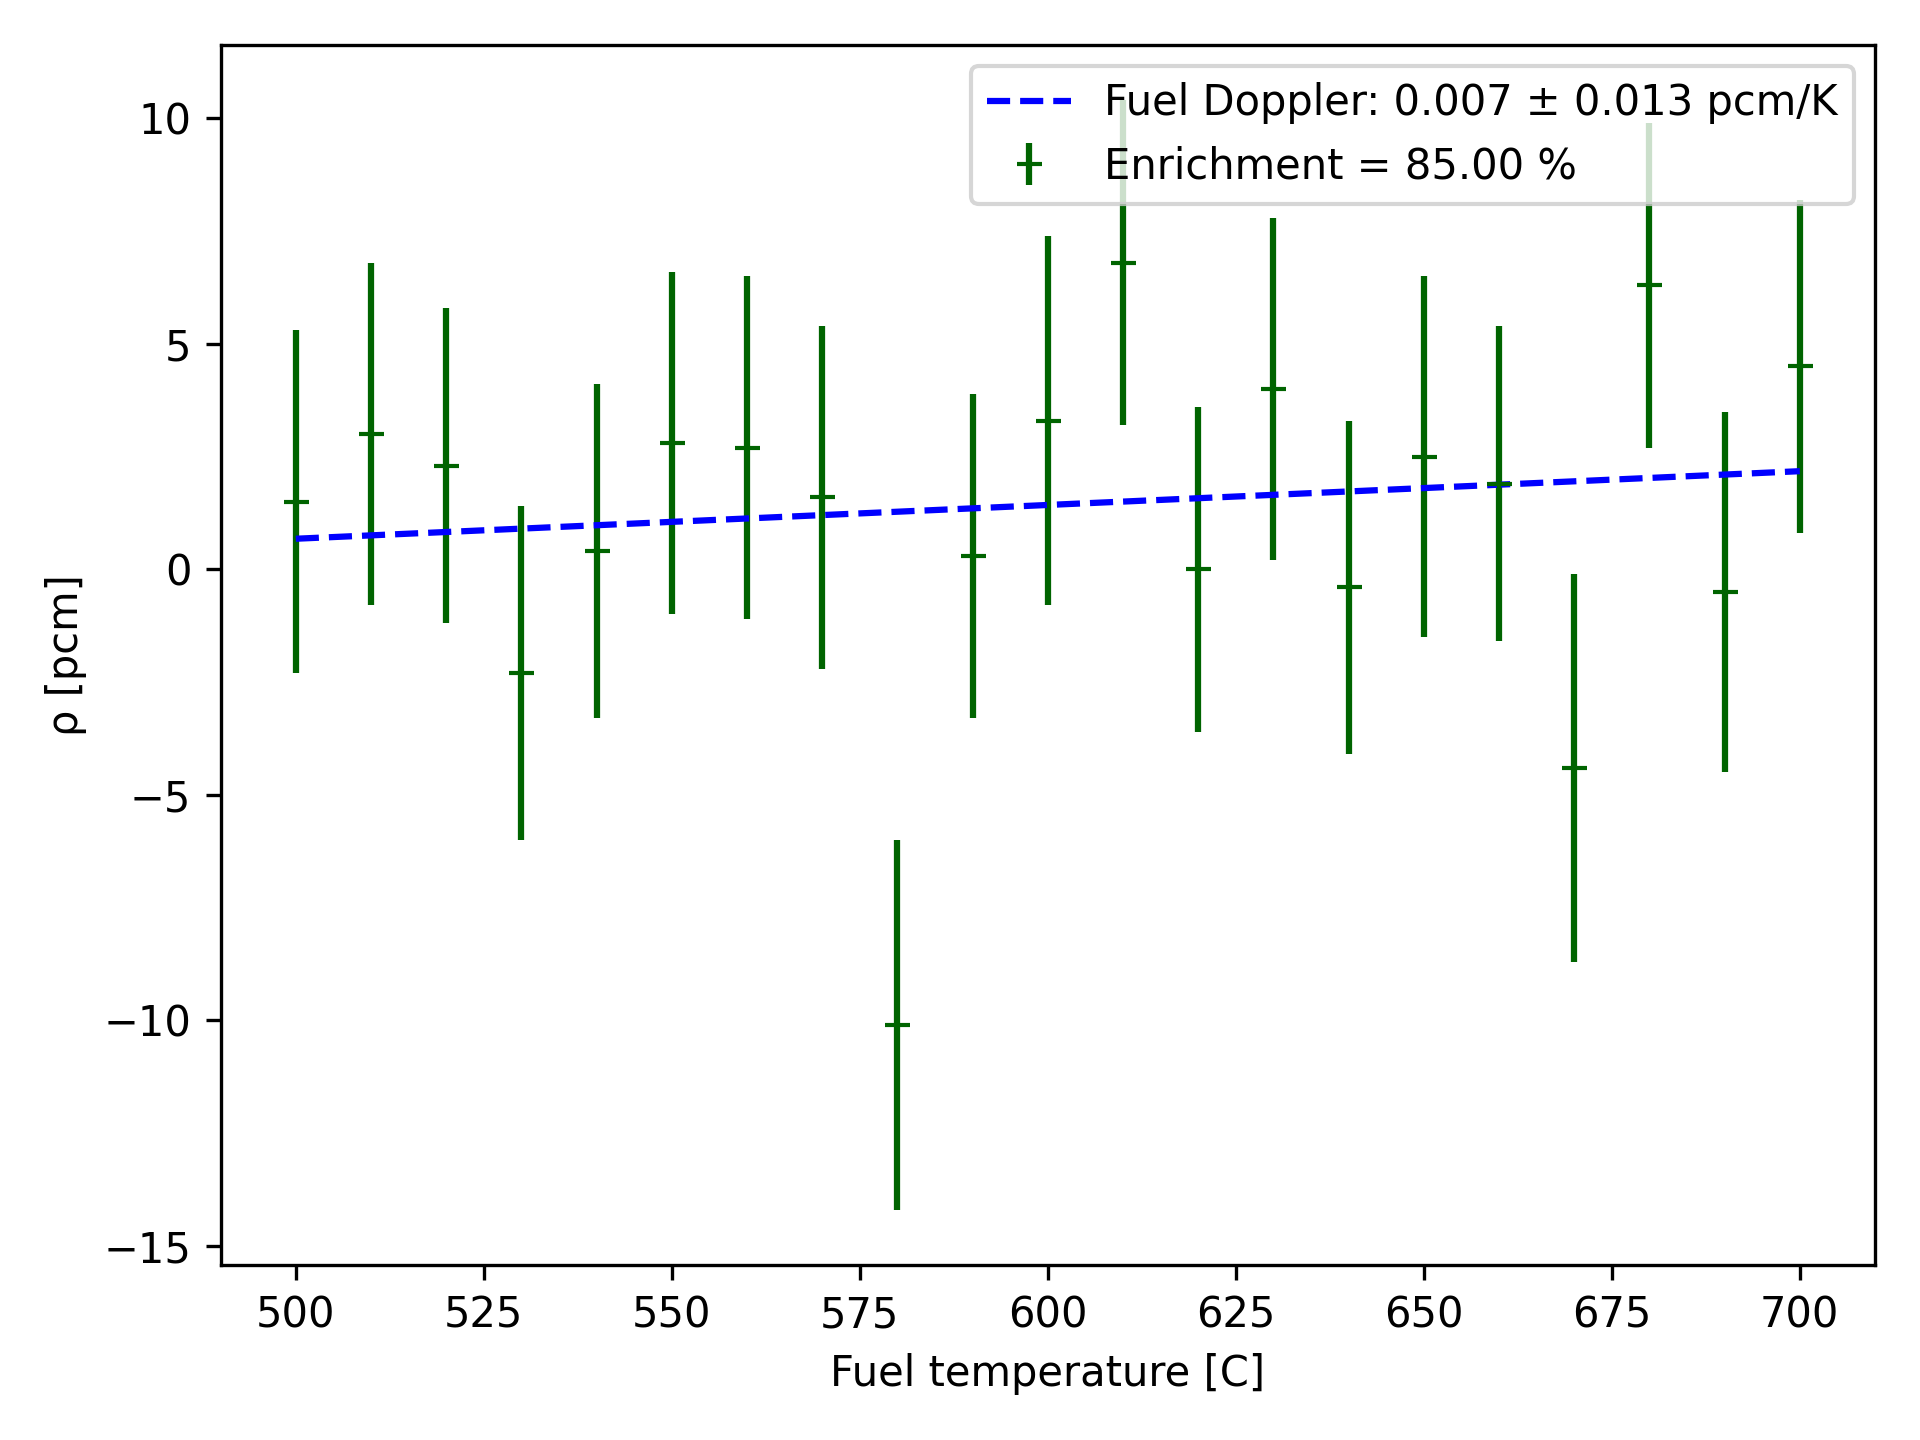 Fuel Doppler: 0.007 ± 0.013 pcm/K
Enrichment = 85.00 %
10
5
0
−5
−10
−15
ρ [pcm]
500 525 550 575 600 625 650 675 700
Fuel temperature [C]